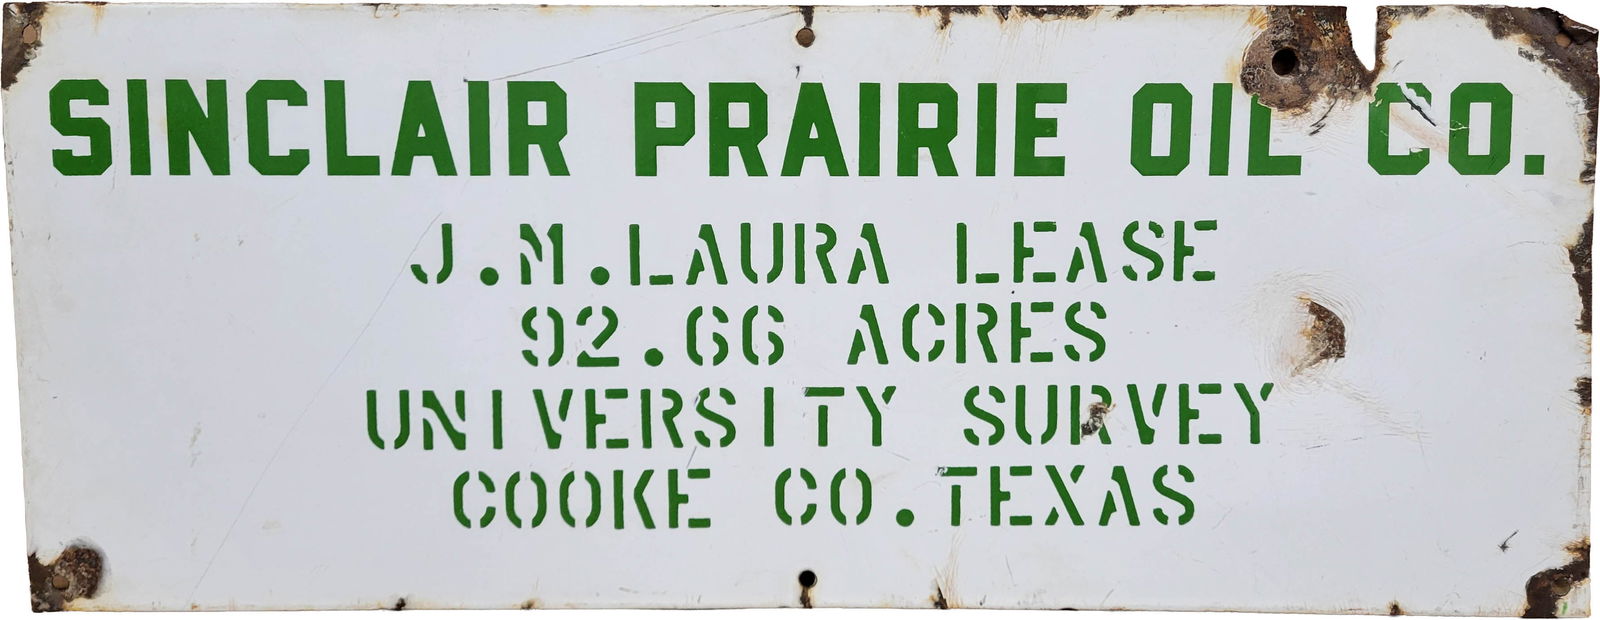 SINCLAIR PRAIRIE OIL CO.
J.M.LAURA LEASE
92.66 ACRES
UNIVERSITY SURVEY
COOKE CO.TEXAS